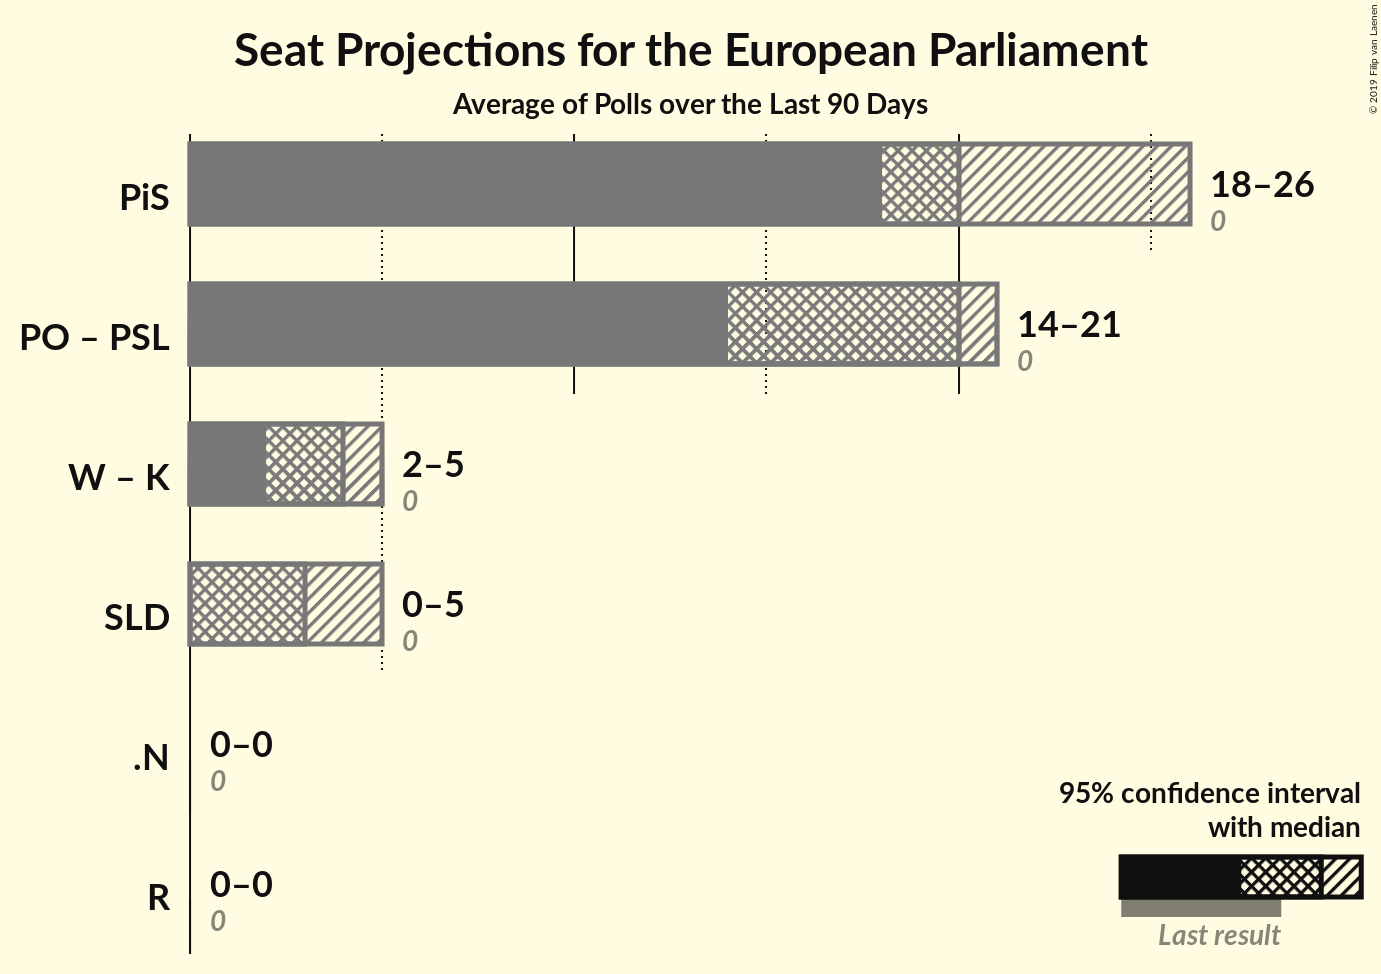 Seat Projections for the European Parliament
Average of Polls over the Last 90 Days
© 2019 Filip van Laenen
PiS
18–26
0
PO – PSL
14–21
0
W – K
2–5
0
SLD
0–5
0
.N
0–0
0
R
0–0
0
95% confidence interval
with median
Last result